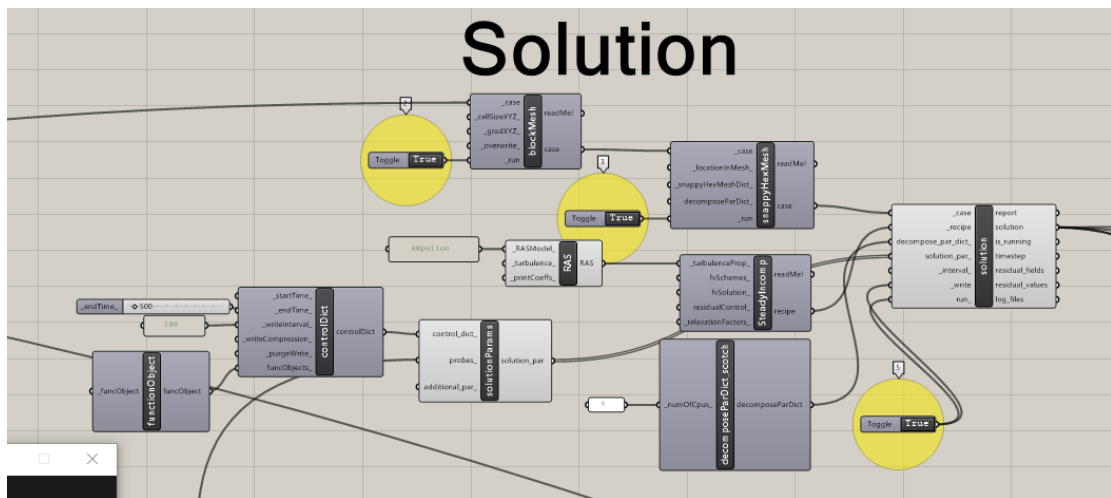 Solution
2
_case
_cellSizeXYZ_
_gradXYZ_
_overwrite_
_run
blockMesh
readMe!
case
Toggle True
3
_case
_locationInMesh_
_snappyHexMeshDict_
decomposeParDict_
_run
snappyHexMesh
readMe!
case
Toggle True
kEpsilon
_RASModel_
_turbulence_
_printCoeffs_
RAS
RAS
_turbulenceProp_
fvSchemes_
fvSolution_
residualControl_
_relaxationFactors_
SteadyIncomp
readMe!
recipe
_case
_recipe
decompose_par_dict_
solution_par_
_interval_
_write
run_
solution
report
solution
is_running
timestep
residual_fields
residual_values
log_files
_endTime_ 500
100
_startTime_
_endTime_
_writeInterval_
_writeCompression_
_purgeWrite_
funcObjects_
controlDict
controlDict
_funcObject
functionObject
funcObject
control_dict_
probes_
additional_par_
solutionParams
solution_par
4
_numOfCpus_
decomposeParDict_scotch
decomposeParDict
5
Toggle True